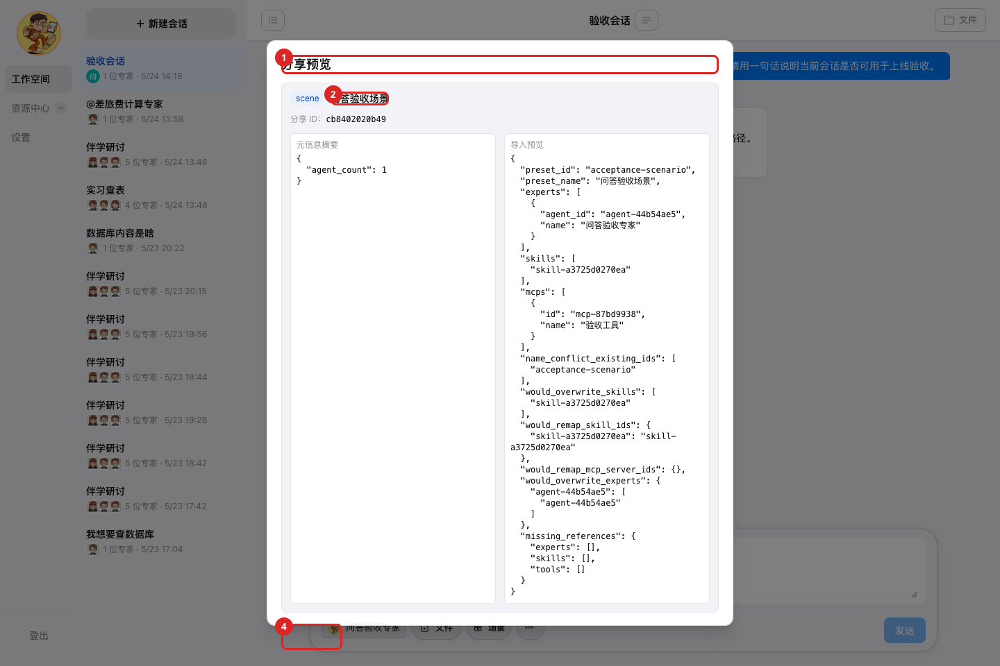 + 新建会话
验收会话
1 位专家 · 5/24 14:18
问
工作空间
资源中心
设置
@差旅费计算专家
1 位专家 · 5/24 13:58
伴学研讨
5 位专家 · 5/24 13:48
实习查表
4 位专家 · 5/24 13:48
数据库内容是啥
1 位专家 · 5/23 20:22
伴学研讨
5 位专家 · 5/23 20:15
伴学研讨
5 位专家 · 5/23 19:56
伴学研讨
5 位专家 · 5/23 19:44
伴学研讨
5 位专家 · 5/23 19:28
伴学研讨
5 位专家 · 5/23 18:42
伴学研讨
5 位专家 · 5/23 17:42
我想要查数据库
1 位专家 · 5/23 17:04
登出
验收会话
文件
用一句话说明当前会话是否可用于上线验收。
径。
1
享预览
scene
2
答验收场景
分享 ID: cb8402020b49
元信息摘要
{
"agent_count": 1
}
导入预览
{
"preset_id": "acceptance-scenario",
"preset_name": "问答验收场景",
"experts": [
{
"agent_id": "agent-44b54ae5",
"name": "问答验收专家"
}
],
"skills": [
"skill-a3725d0270ea"
],
"mcps": [
{
"id": "mcp-87bd9938",
"name": "验收工具"
}
],
"name_conflict_existing_ids": [
"acceptance-scenario"
],
"would_overwrite_skills": [
"skill-a3725d0270ea"
],
"would_remap_skill_ids": {
"skill-a3725d0270ea": "skill-
a3725d0270ea"
},
"would_remap_mcp_server_ids": {},
"would_overwrite_experts": {
"agent-44b54ae5": [
"agent-44b54ae5"
]
},
"missing_references": {
"experts": [],
"skills": [],
"tools": []
}
}
4
问答验收专家
文件
场景
发送